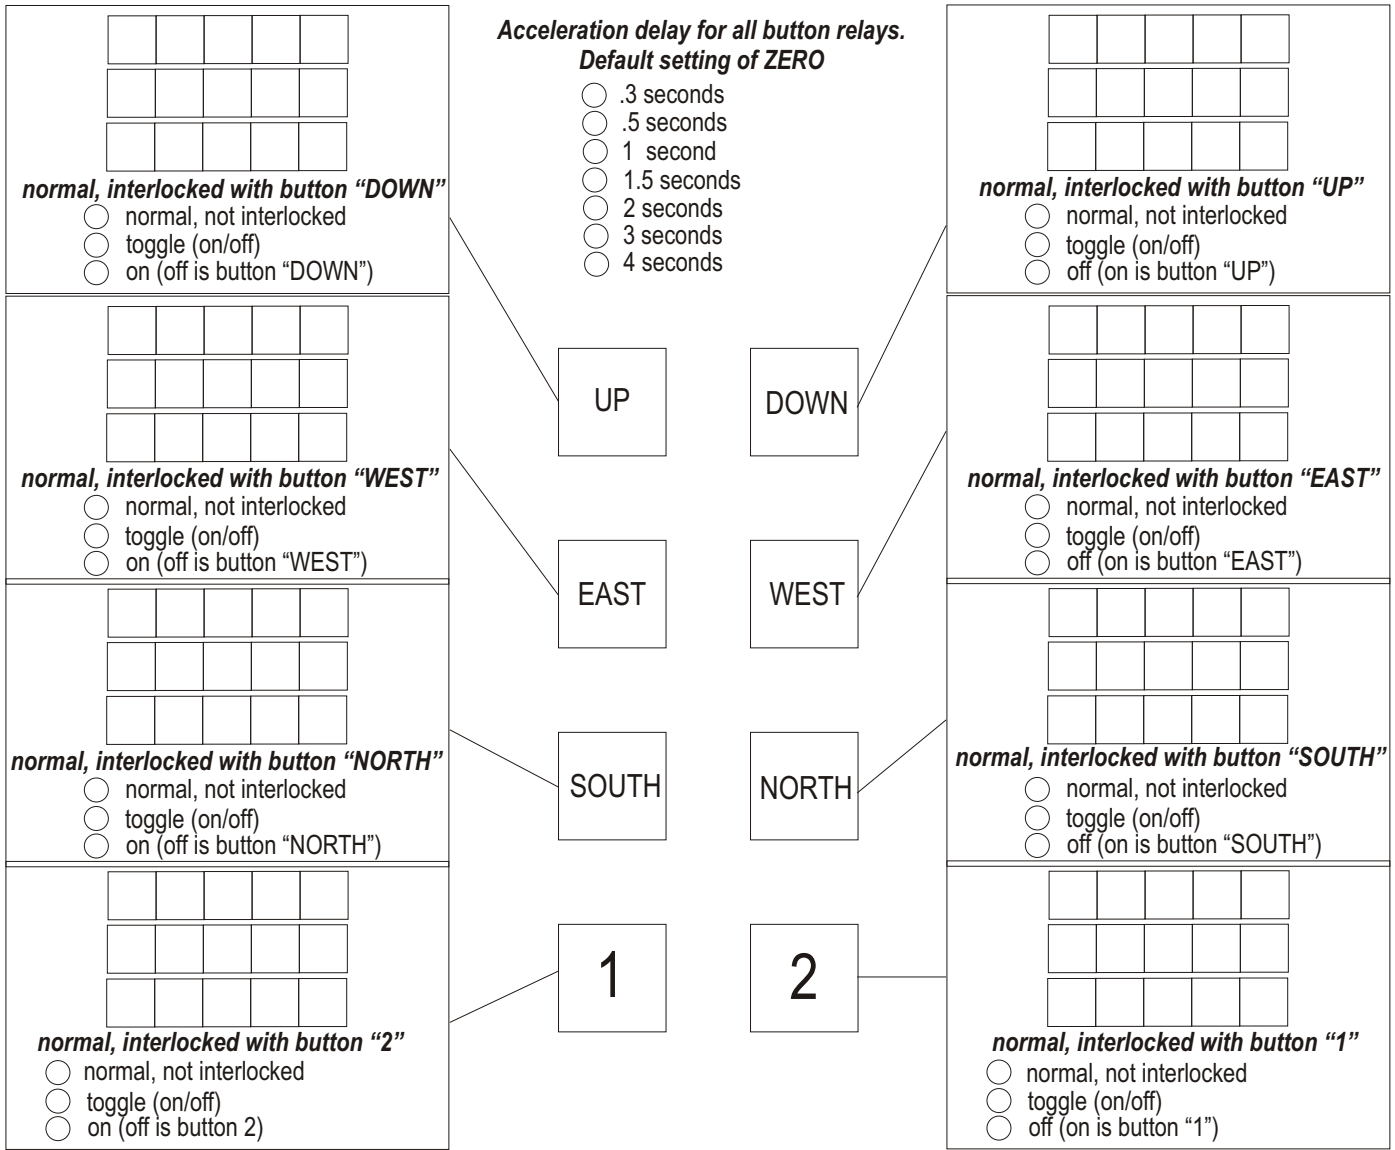 Acceleration delay for all button relays.
Default setting of ZERO
.3 seconds
.5 seconds
1 second
1.5 seconds
2 seconds
3 seconds
4 seconds
normal, interlocked with button “DOWN”
normal, not interlocked
toggle (on/off)
on (off is button “DOWN”)
normal, interlocked with button “UP”
normal, not interlocked
toggle (on/off)
off (on is button “UP”)
UP
DOWN
normal, interlocked with button “WEST”
normal, not interlocked
toggle (on/off)
on (off is button “WEST”)
normal, interlocked with button “EAST”
normal, not interlocked
toggle (on/off)
off (on is button “EAST”)
EAST
WEST
normal, interlocked with button “NORTH”
normal, not interlocked
toggle (on/off)
on (off is button “NORTH”)
normal, interlocked with button “SOUTH”
normal, not interlocked
toggle (on/off)
off (on is button “SOUTH”)
SOUTH
NORTH
1
2
normal, interlocked with button “2”
normal, not interlocked
toggle (on/off)
on (off is button 2)
normal, interlocked with button “1”
normal, not interlocked
toggle (on/off)
off (on is button “1”)